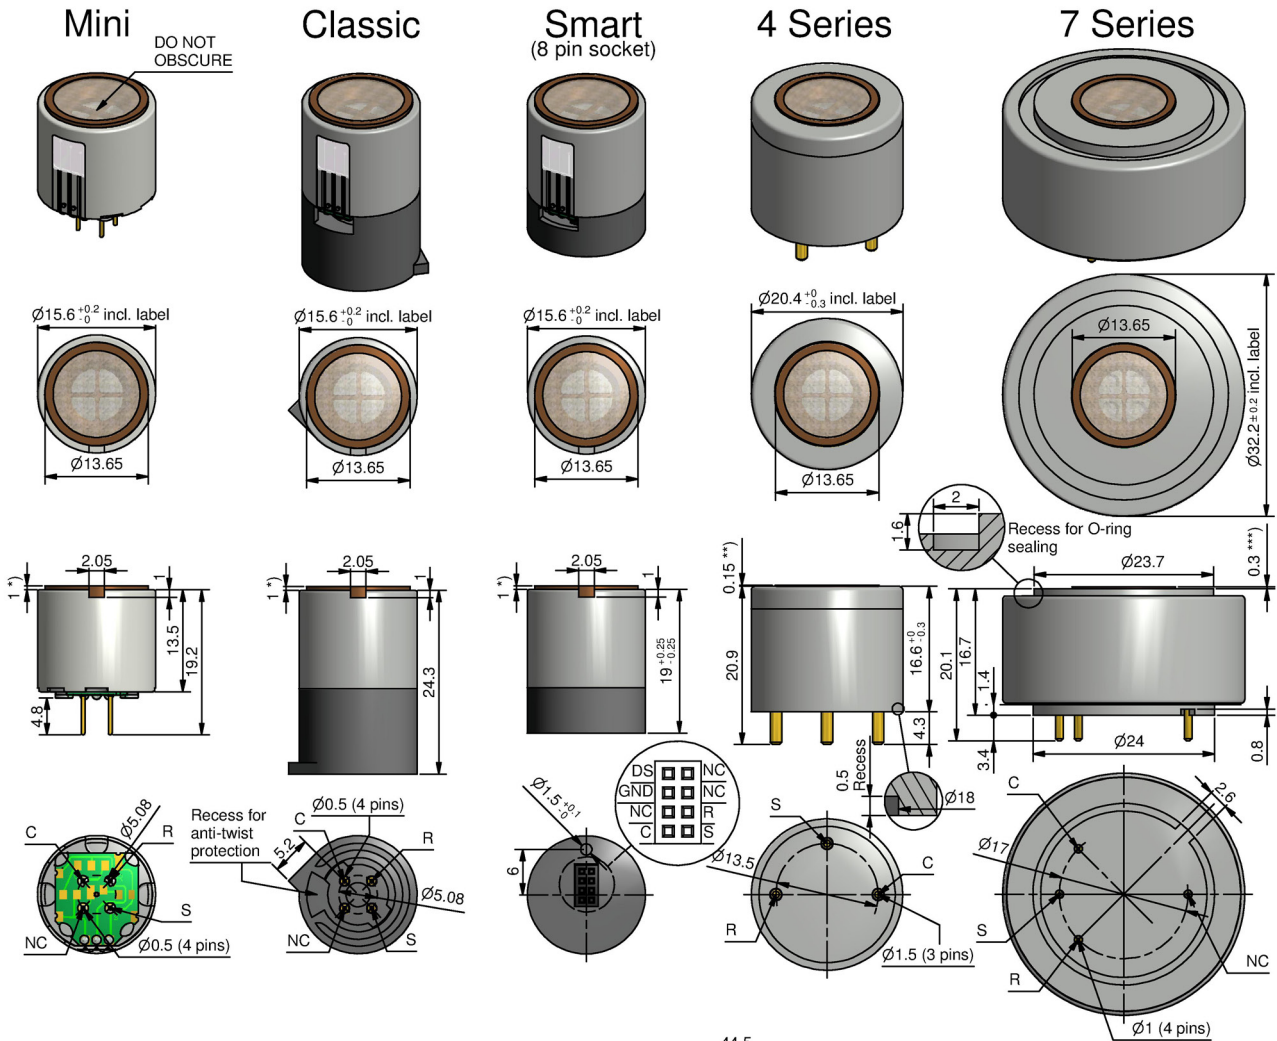 Mini
Classic
Smart
(8 pin socket)
4 Series
7 Series
DO NOT
OBSCURE
Ø15.6 +0.2 -0 incl. label
Ø15.6 +0.2 -0 incl. label
Ø15.6 +0.2 -0 incl. label
Ø20.4 +0 -0.3 incl. label
Ø13.65
Ø32.2±0.2 incl. label
Ø13.65
Ø13.65
Ø13.65
Ø13.65
2
1.6
Recess for O-ring
sealing
2.05
1
1 *)
13.5
19.2
4.8
2.05
1
1 *)
24.3
2.05
1
1 *)
19 +0.25 -0.25
0.15 **)
20.9
16.6 +0 -0.3
4.3
0.3 ***)
Ø23.7
20.1
16.7
1.4
3.4
Ø24
0.8
0.5
Recess
Ø18
DS
NC
GND
NC
NC
R
C
S
C
Ø5.08
R
S
NC
Ø0.5 (4 pins)
Recess for
anti-twist
protection
5.2
Ø0.5 (4 pins)
C
R
Ø5.08
NC
S
Ø1.5 +0.1 -0
6
S
Ø13.5
C
R
Ø1.5 (3 pins)
C
2.6
Ø17
S
R
NC
Ø1 (4 pins)